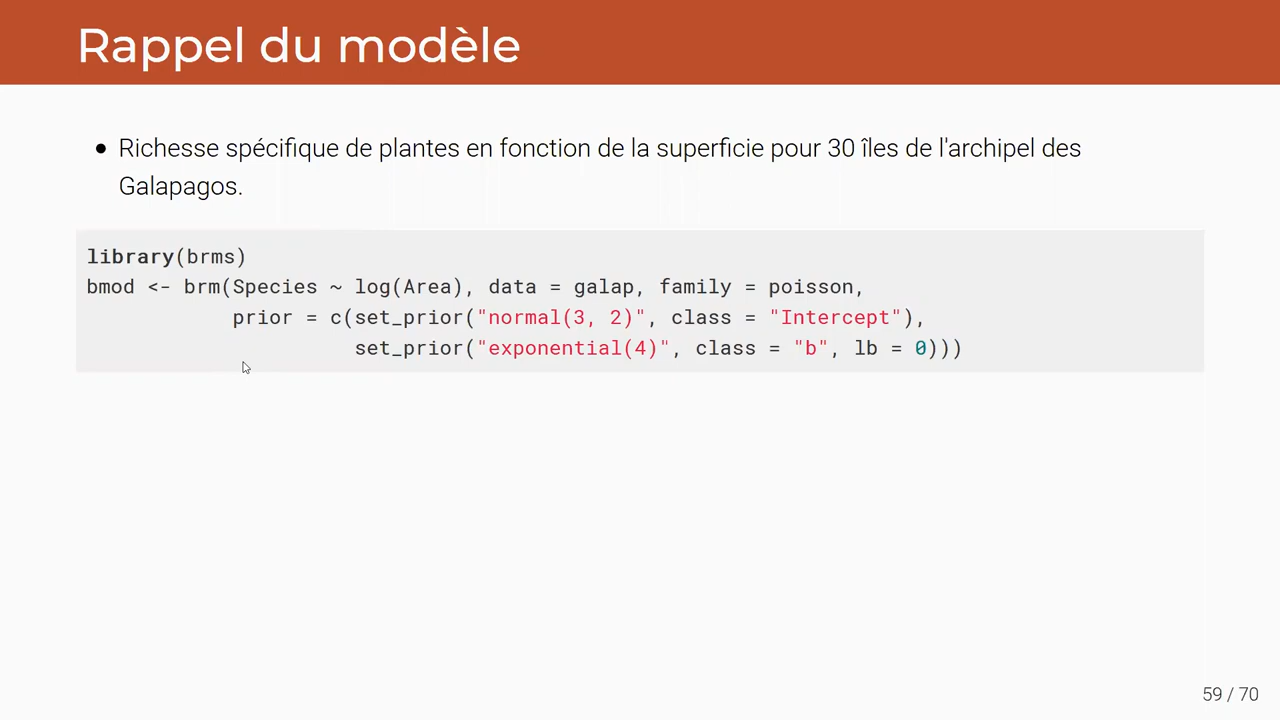 Rappel du modèle
Richesse spécifique de plantes en fonction de la superficie pour 30 îles de l'archipel des
Galapagos.
library(brms)
bmod <- brm(Species ~ log(Area), data = galap, family = poisson,
            prior = c(set_prior("normal(3, 2)", class = "Intercept"),
                      set_prior("exponential(4)", class = "b", lb = 0)))
59 / 70